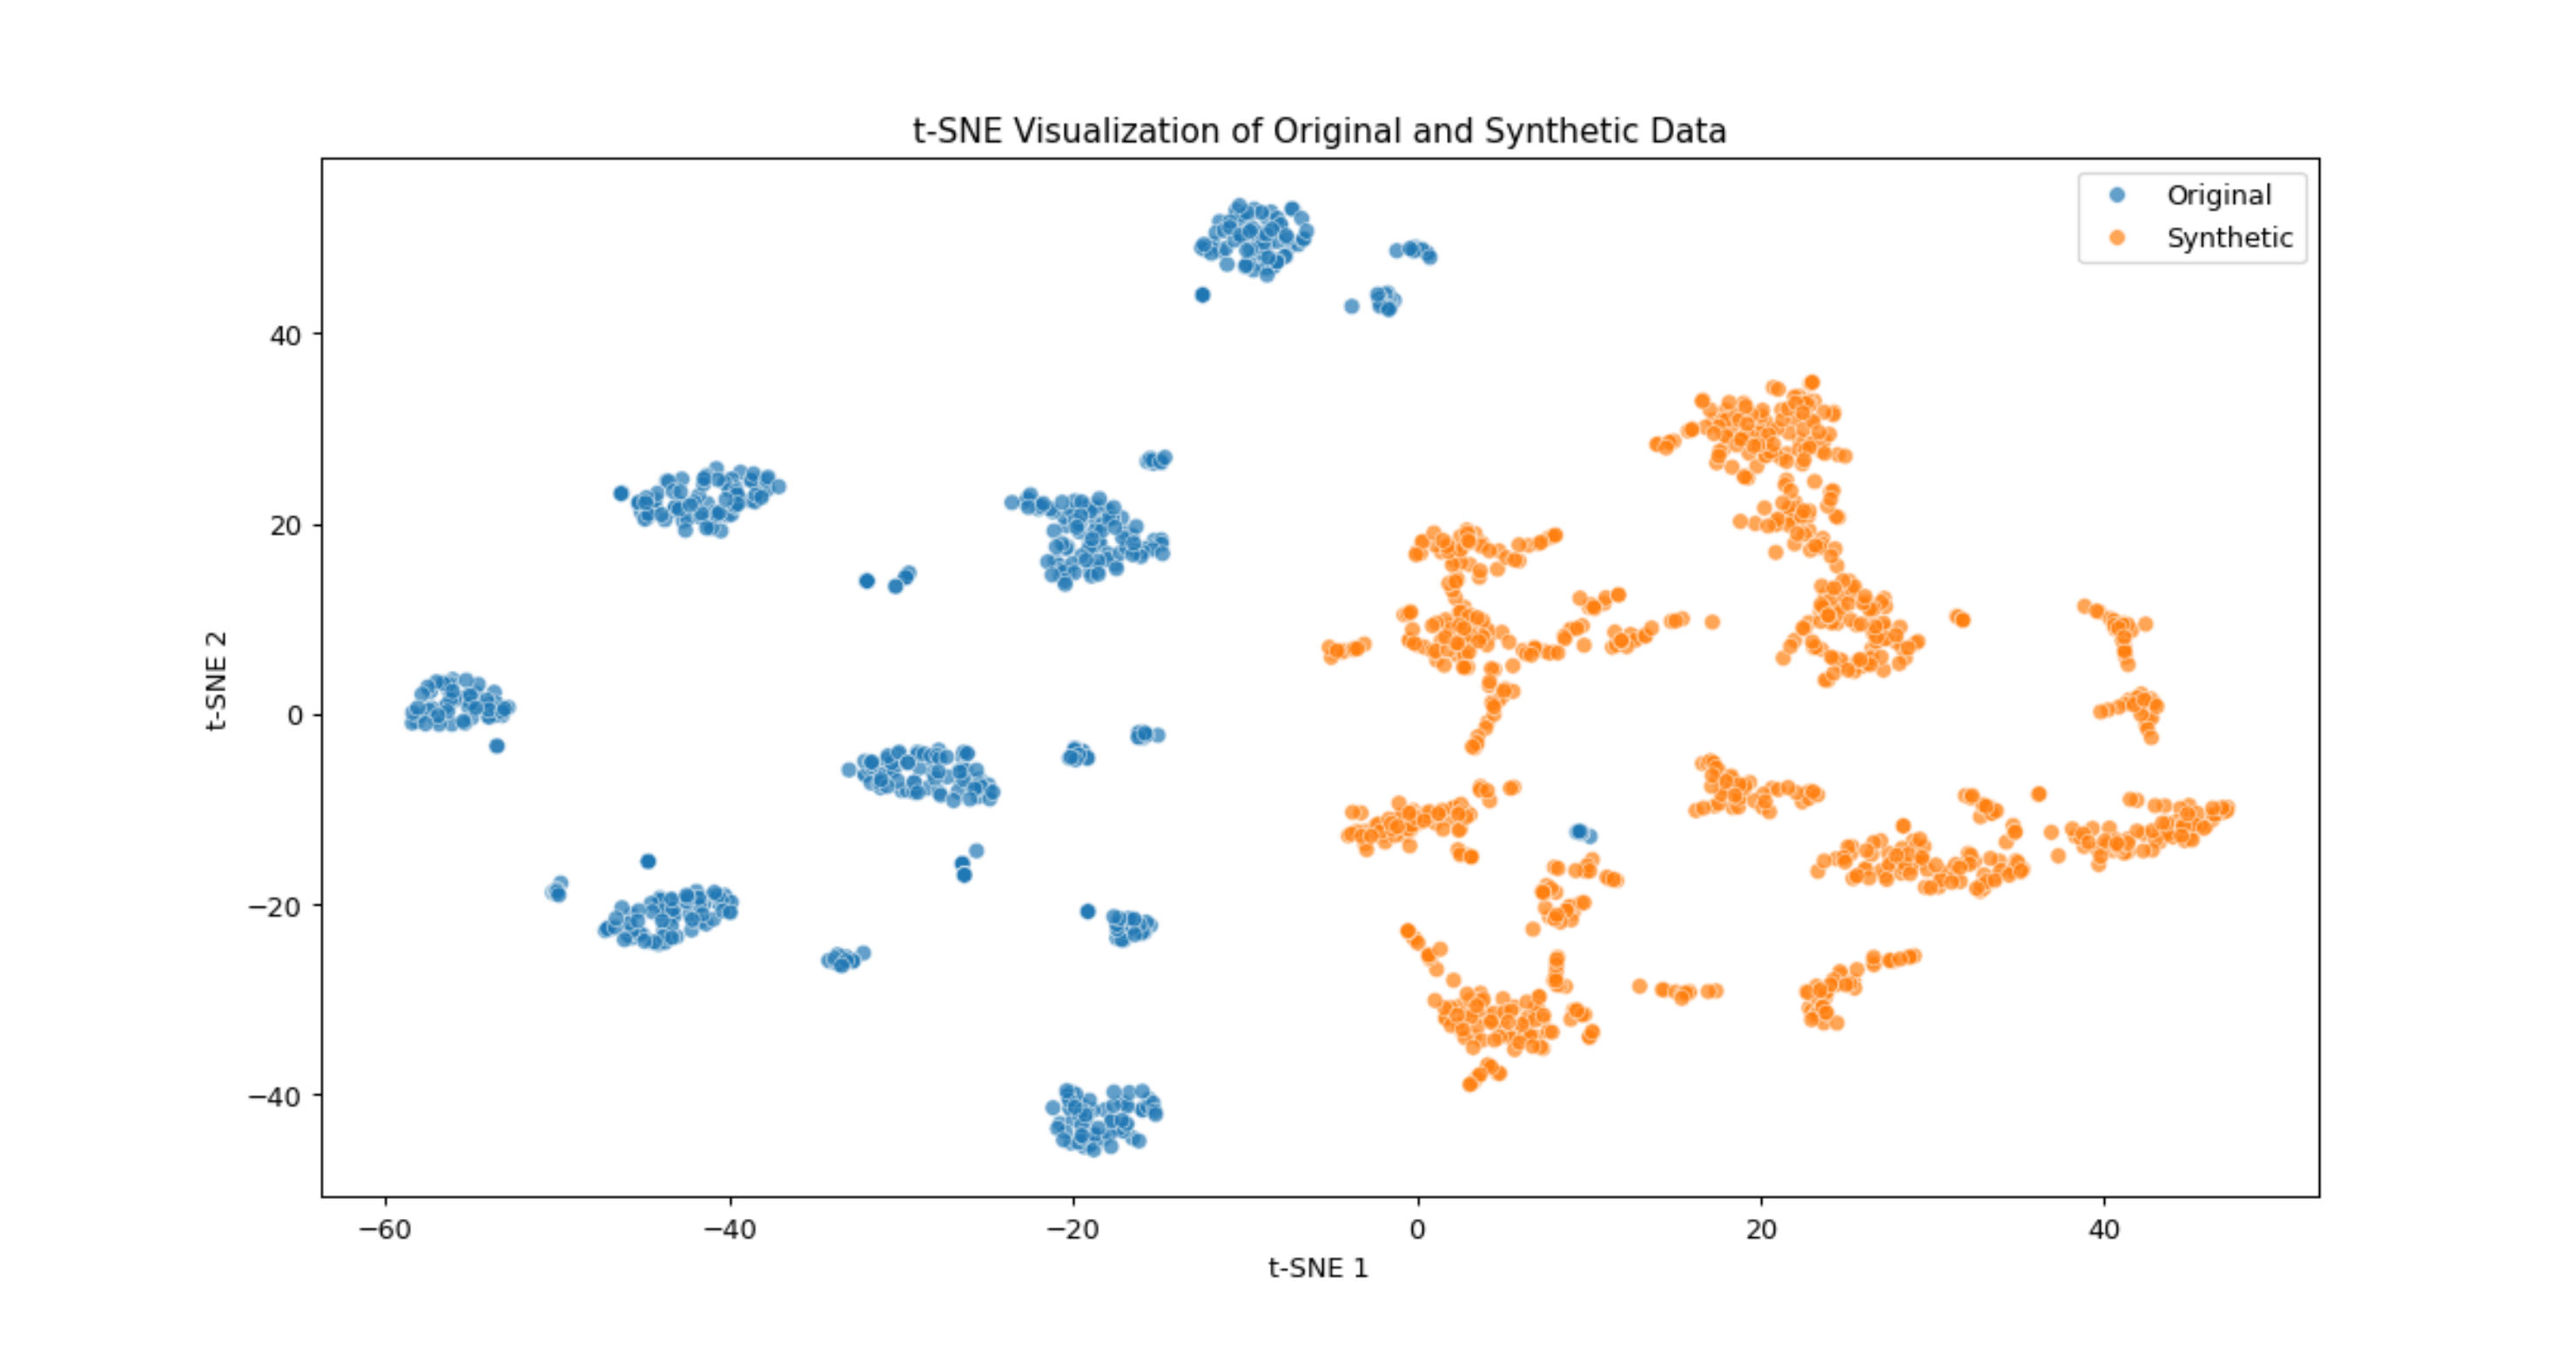 t-SNE Visualization of Original and Synthetic Data
Original
Synthetic
40
20
0
−20
−40
t-SNE 2
−60
−40
−20
0
20
40
t-SNE 1